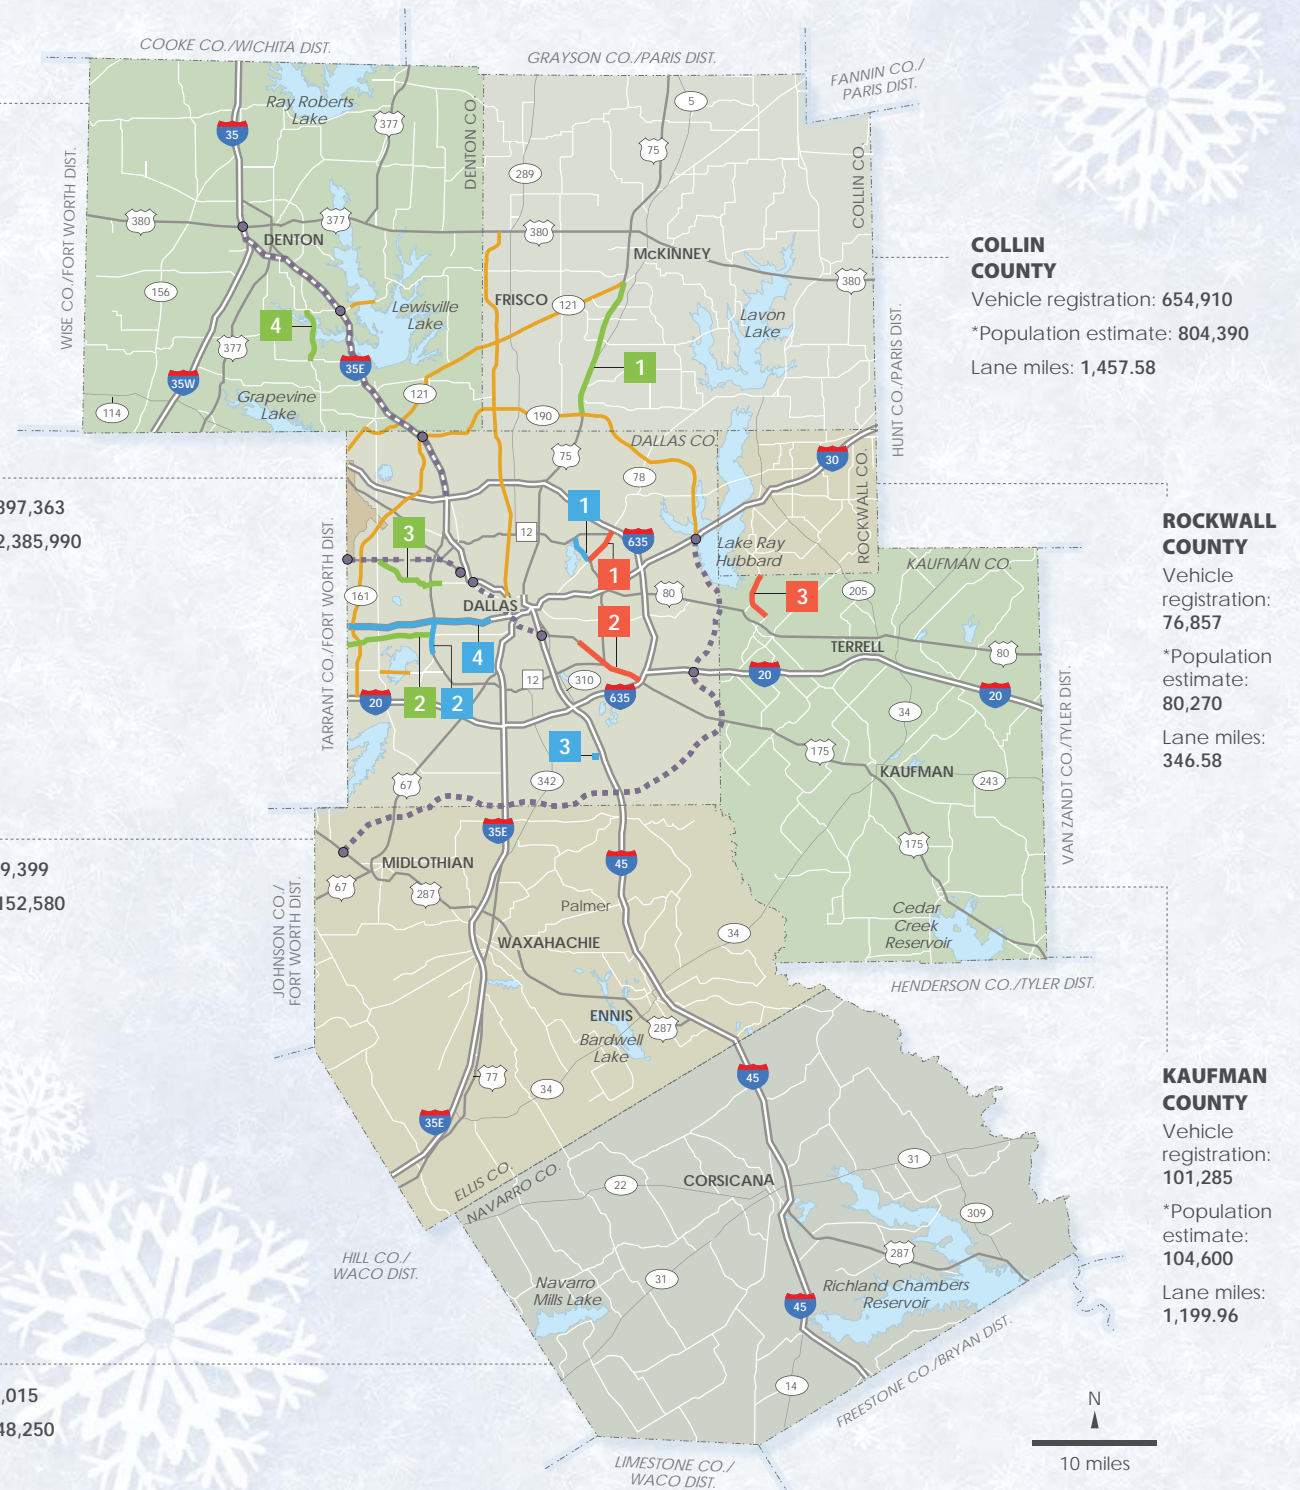 COOKE CO./WICHITA DIST.
GRAYSON CO./PARIS DIST.
FANNIN CO./
PARIS DIST.
WISE CO./FORT WORTH DIST.
DENTON CO.
COLLIN CO.
HUNT CO./PARIS DIST.
Ray Roberts
Lake
35
377
5
75
289
380
377
380
DENTON
McKINNEY
380
156
FRISCO
121
Lewisville
Lake
Lavon
Lake
4
377
35E
1
35W
Grapevine
Lake
121
114
190
COLLIN
COUNTY
Vehicle registration: 654,910
*Population estimate: 804,390
Lane miles: 1,457.58
DALLAS CO.
75
78
30
ROCKWALL CO.
TARRANT CO./FORT WORTH DIST.
397,363
2,385,990
1
3
12
635
1
Lake Ray
Hubbard
KAUFMAN CO.
161
DALLAS
80
3
205
2
TERRELL
80
4
12
310
20
20
20
2
2
635
34
3
175
342
KAUFMAN
243
67
VAN ZANDT CO./TYLER DIST.
ROCKWALL
COUNTY
Vehicle
registration:
76,857
*Population
estimate:
80,270
Lane miles:
346.58
35E
45
175
9,399
152,580
MIDLOTHIAN
67
287
Palmer
34
Cedar
Creek
Reservoir
JOHNSON CO./
FORT WORTH DIST.
WAXAHACHIE
HENDERSON CO./TYLER DIST.
ENNIS
287
Bardwell
Lake
77
34
45
35E
KAUFMAN
COUNTY
Vehicle
registration:
101,285
*Population
estimate:
104,600
Lane miles:
1,199.96
ELLIS CO.
NAVARRO CO.
22
CORSICANA
31
309
HILL CO./
WACO DIST.
287
31
Navarro
Mills Lake
Richland Chambers
Reservoir
45
14
FREESTONE CO./BRYAN DIST.
,015
48,250
LIMESTONE CO./
WACO DIST.
N
10 miles